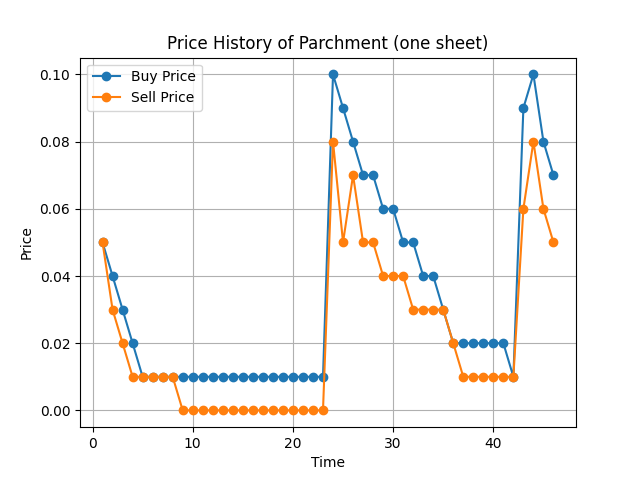 Price History of Parchment (one sheet)
Buy Price
Sell Price
0.10
0.08
0.06
0.04
0.02
0.00
Price
0 10 20 30 40
Time